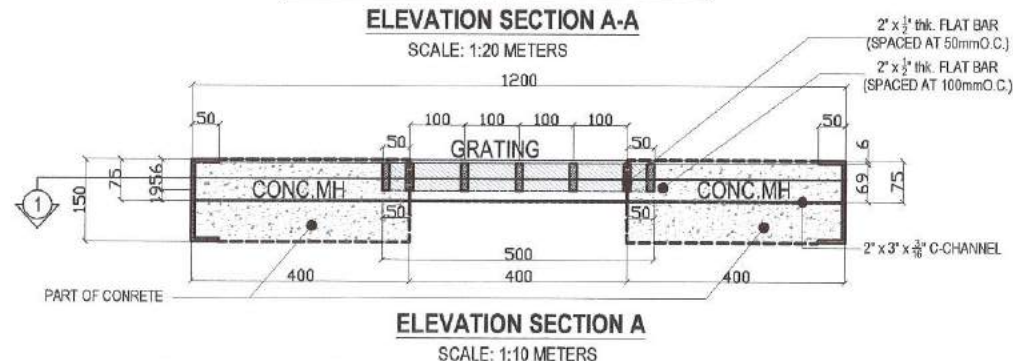 ELEVATION SECTION A-A
SCALE: 1:20 METERS
2" x 1/2" thk. FLAT BAR
(SPACED AT 50mmO.C.)
2" x 1/2" thk. FLAT BAR
(SPACED AT 100mmO.C.)
1200
50
100 100 100 100
50
50
50
GRATING
6
150
75
1956
CONC.MH
CONC.MH
69
75
1
50
50
500
2" x 3" x 3/16" C-CHANNEL
400
400
400
PART OF CONRETE
ELEVATION SECTION A
SCALE: 1:10 METERS